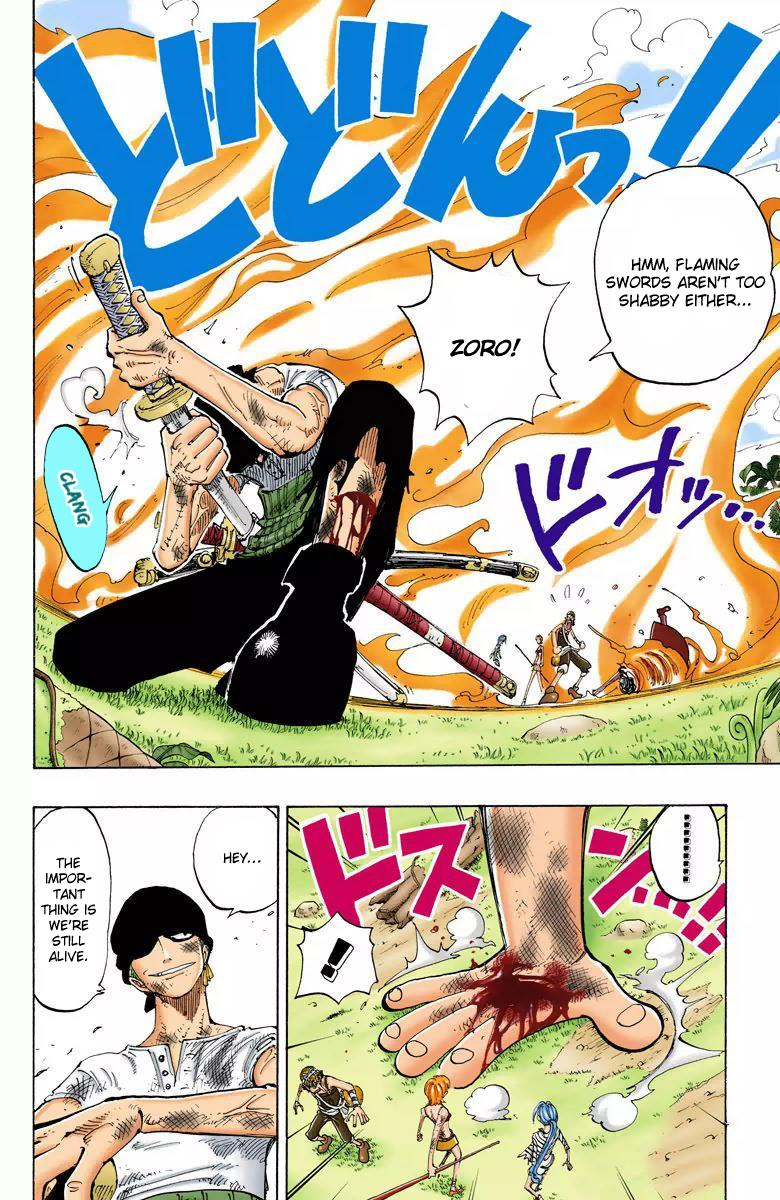 どどんっ!!
HMM, FLAMING
SWORDS AREN'T TOO
SHABBY EITHER...
ZORO!
CLANG
ドオッ...
..........
ドスンッ...!!
!
HEY...
THE
IMPOR-
TANT
THING IS
WE'RE
STILL
ALIVE.